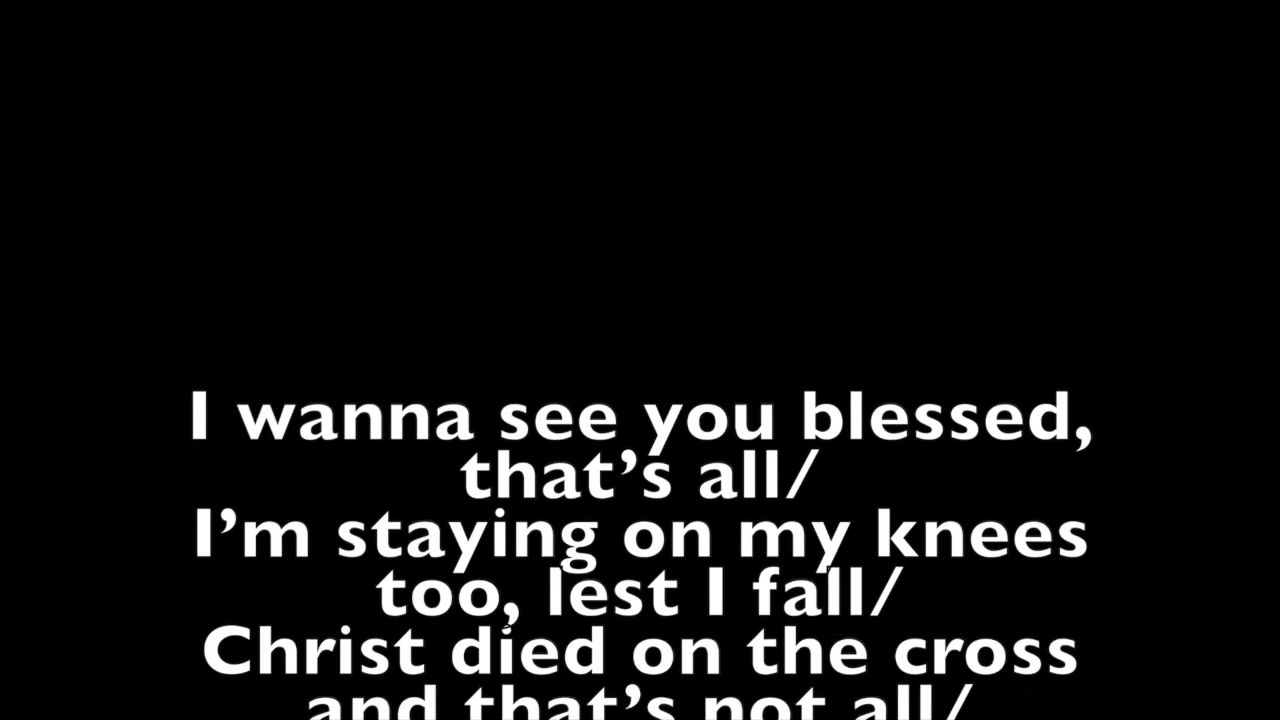 I wanna see you blessed,
that’s all/
I’m staying on my knees
too, lest I fall/
Christ died on the cross
and that’s not all/